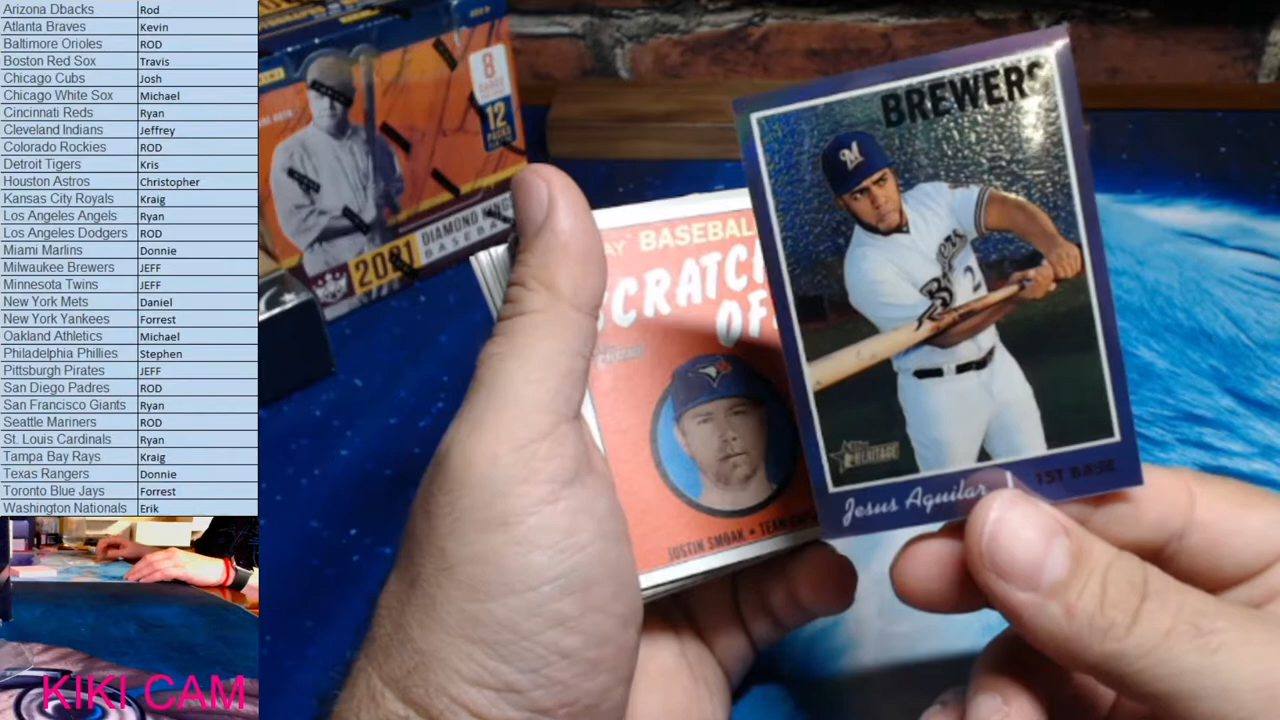 Arizona Dbacks Rod
Atlanta Braves Kevin
Baltimore Orioles ROD
Boston Red Sox Travis
Chicago Cubs Josh
Chicago White Sox Michael
Cincinnati Reds Ryan
Cleveland Indians Jeffrey
Colorado Rockies ROD
Detroit Tigers Kris
Houston Astros Christopher
Kansas City Royals Kraig
Los Angeles Angels Ryan
Los Angeles Dodgers ROD
Miami Marlins Donnie
Milwaukee Brewers JEFF
Minnesota Twins JEFF
New York Mets Daniel
New York Yankees Forrest
Oakland Athletics Michael
Philadelphia Phillies Stephen
Pittsburgh Pirates JEFF
San Diego Padres ROD
San Francisco Giants Ryan
Seattle Mariners ROD
St. Louis Cardinals Ryan
Tampa Bay Rays Kraig
Texas Rangers Donnie
Toronto Blue Jays Forrest
Washington Nationals Erik
KIKI CAM
8
12
PACKS
2021 DIAMOND KINGS
BASEBALL
BASEBALL
SCRATCH
OFF
JUSTIN SMOAK • TEAM
BREWERS
M
Brewers
2
HERITAGE
Jesus Aguilar 1ST BASE